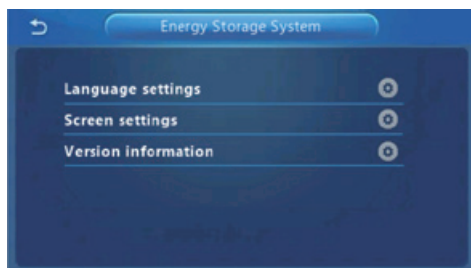 Energy Storage System
Language settings
Screen settings
Version information